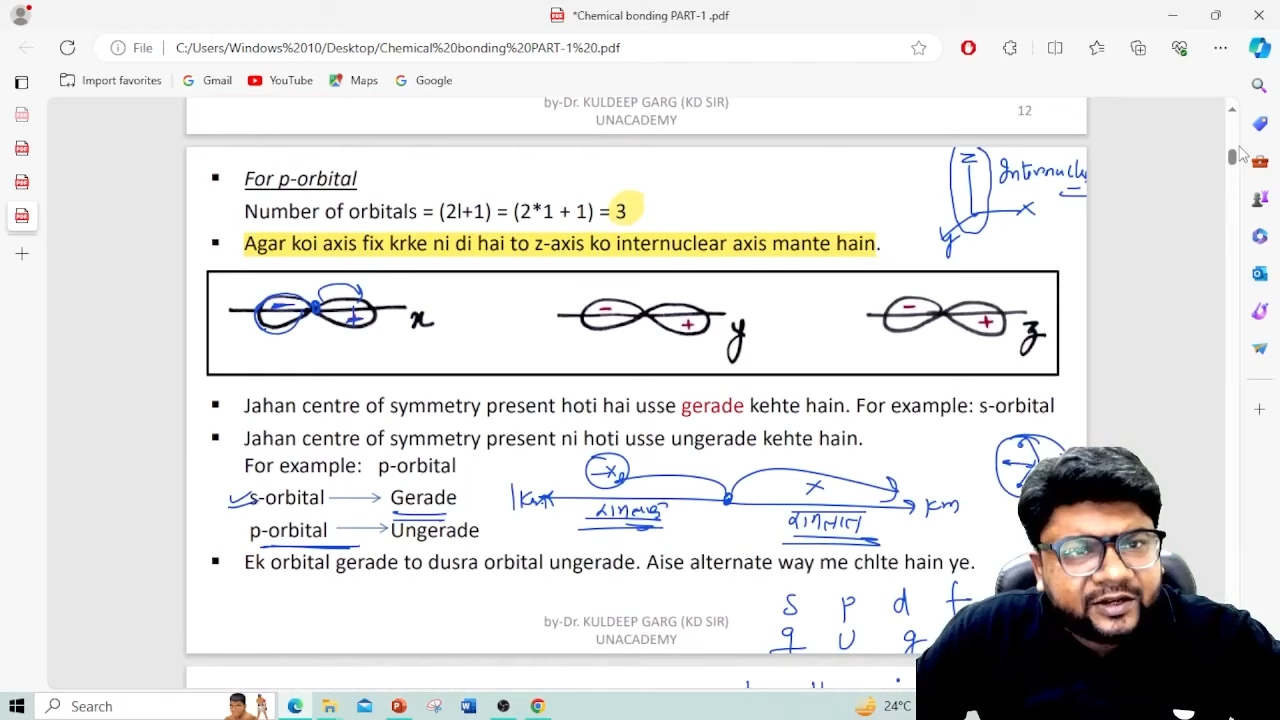 *Chemical bonding PART-1 .pdf
File C:/Users/Windows%2010/Desktop/Chemical%20bonding%20PART-1%20.pdf
Import favorites Gmail YouTube Maps Google
by-Dr. KULDEEP GARG (KD SIR)
UNACADEMY
12
For p-orbital
Number of orbitals = (2l+1) = (2*1 + 1) = 3
Agar koi axis fix krke ni di hai to z-axis ko internuclear axis mante hain.
z Internucle
x
y
- + x - + y - + z
Jahan centre of symmetry present hoti hai usse gerade kehte hain. For example: s-orbital
Jahan centre of symmetry present ni hoti usse ungerade kehte hain.
For example: p-orbital
s-orbital Gerade
p-orbital Ungerade
-x x
1km km
Ek orbital gerade to dusra orbital ungerade. Aise alternate way me chlte hain ye.
s p d f
g u g
by-Dr. KULDEEP GARG (KD SIR)
UNACADEMY
Search
24°C